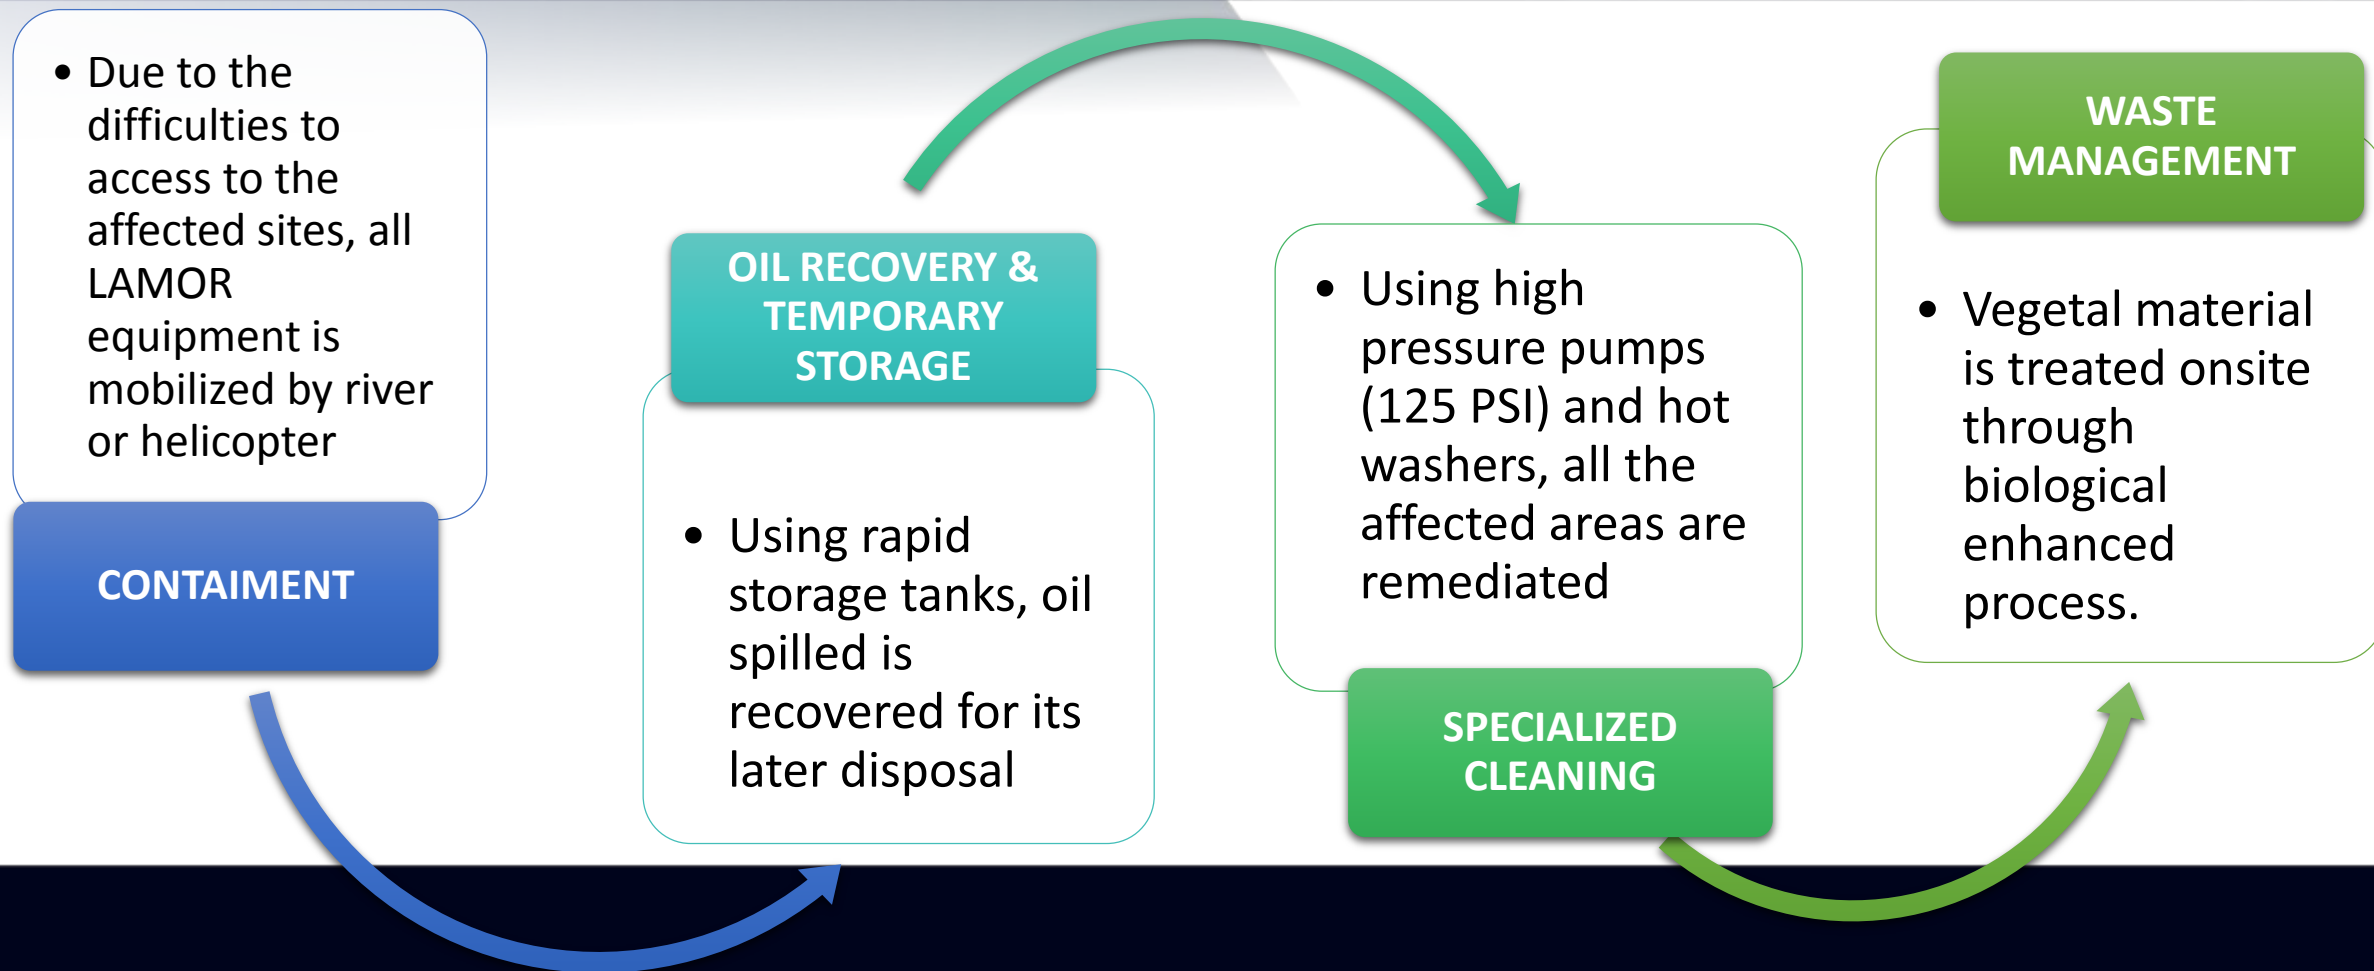 • Due to the
difficulties to
access to the
affected sites, all
LAMOR
equipment is
mobilized by river
or helicopter
CONTAIMENT
OIL RECOVERY &
TEMPORARY
STORAGE
• Using rapid
storage tanks, oil
spilled is
recovered for its
later disposal
• Using high
pressure pumps
(125 PSI) and hot
washers, all the
affected areas are
remediated
SPECIALIZED
CLEANING
WASTE
MANAGEMENT
• Vegetal material
is treated onsite
through
biological
enhanced
process.